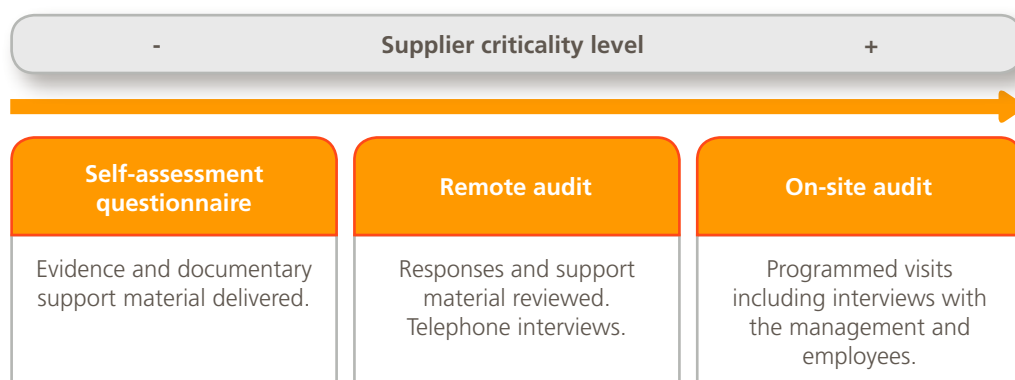 - Supplier criticality level +
Self-assessment
questionnaire
Remote audit
On-site audit
Evidence and documentary
support material delivered.
Responses and support
material reviewed.
Telephone interviews.
Programmed visits
including interviews with
the management and
employees.